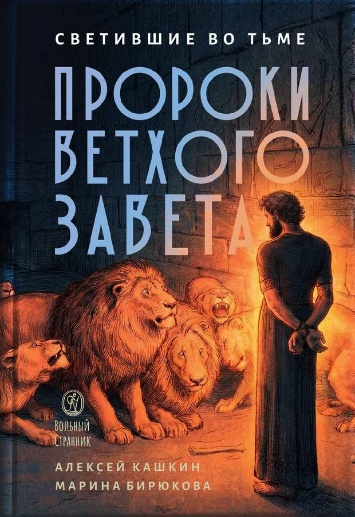 СВЕТИВШИЕ ВО ТЬМЕ
ПРОРОКИ
ВЕТХОГО
ЗАВЕТА
ВОЛЬНЫЙ
СТРАННИК
АЛЕКСЕЙ КАШКИН
МАРИНА БИРЮКОВА